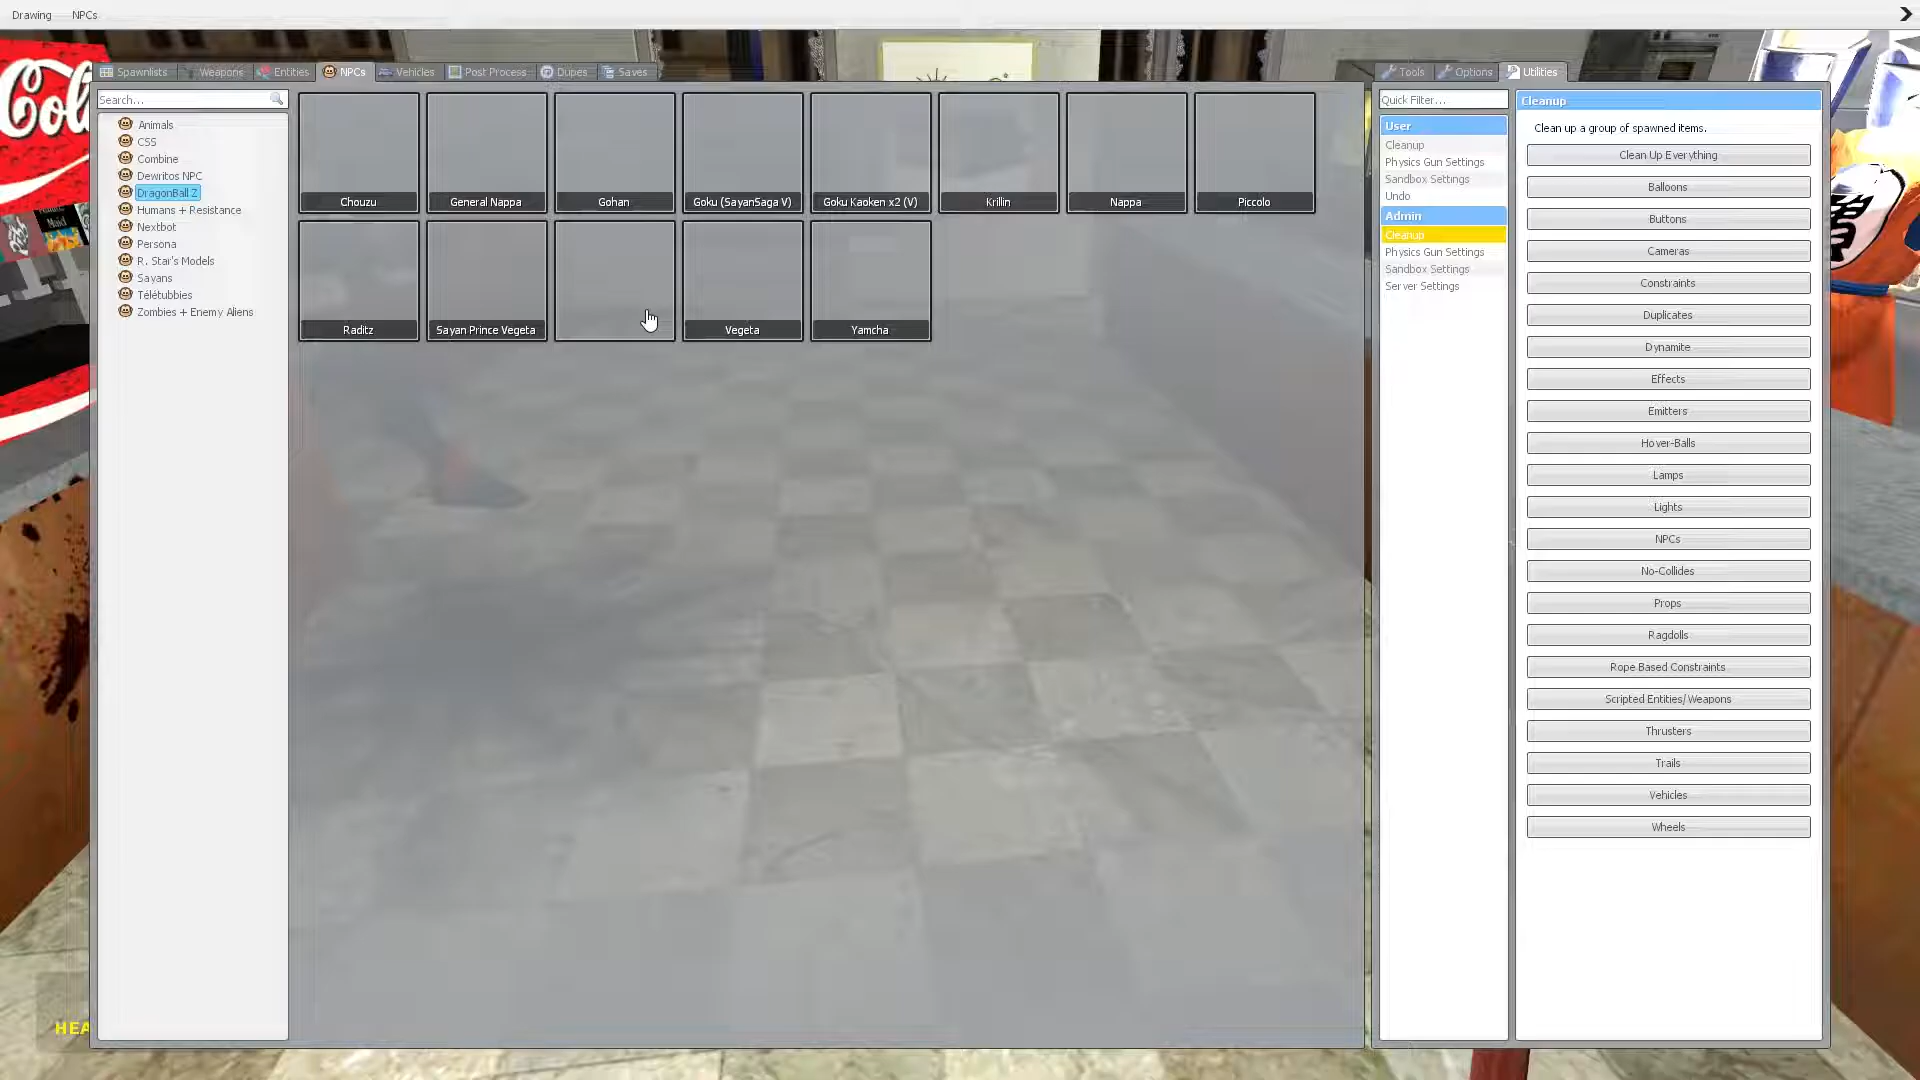 Drawing NPCs
Spawnlists Weapons Entities NPCs Vehicles Post Process Dupes Saves
Tools Options Utilities
Search...
Animals
CSS
Combine
Dewritos NPC
DragonBall Z
Humans + Resistance
Nextbot
Persona
R. Star's Models
Sayans
Télétubbies
Zombies + Enemy Aliens
Chouzu
General Nappa
Gohan
Goku (SayanSaga V)
Goku Kaoken x2 (V)
Krillin
Nappa
Piccolo
Raditz
Sayan Prince Vegeta
Vegeta
Yamcha
Quick Filter...
User
Cleanup
Physics Gun Settings
Sandbox Settings
Undo
Admin
Cleanup
Physics Gun Settings
Sandbox Settings
Server Settings
Cleanup
Clean up a group of spawned items.
Clean Up Everything
Balloons
Buttons
Cameras
Constraints
Duplicates
Dynamite
Effects
Emitters
Hover-Balls
Lamps
Lights
NPCs
No-Collides
Props
Ragdolls
Rope Based Constraints
Scripted Entities/Weapons
Thrusters
Trails
Vehicles
Wheels
Col
HEA